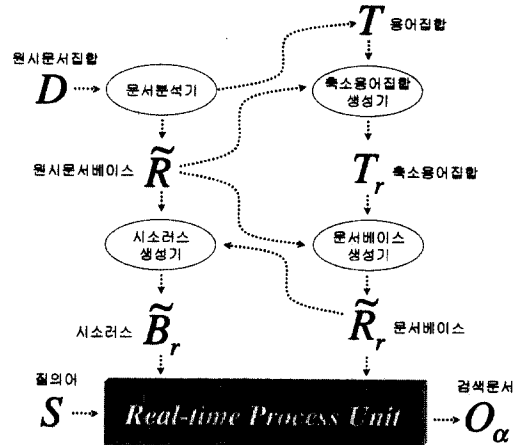 T 용어집합
원시문서집합
D
문서분석기
축소용어집합
생성기
원시문서베이스 R̃
T_r 축소용어집합
시소러스
생성기
문서베이스
생성기
시소러스 B̃_r
R̃_r 문서베이스
질의어
S
Real-time Process Unit
검색문서
O_α